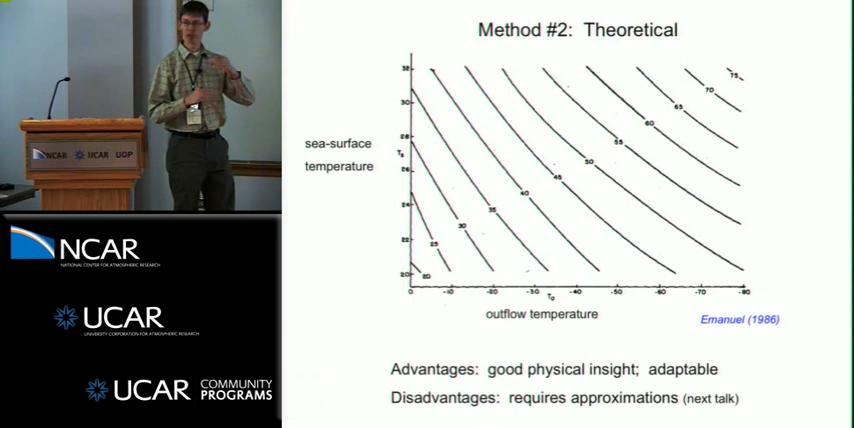 NCAR UCAR UOP
NCAR
NATIONAL CENTER FOR ATMOSPHERIC RESEARCH
UCAR
UNIVERSITY CORPORATION FOR ATMOSPHERIC RESEARCH
UCAR COMMUNITY PROGRAMS
Method #2: Theoretical
sea-surface
temperature
Ts
32
30
28
26
24
22
20
75
70
65
60
55
50
45
40
35
30
25
20
0 -10 -20 -30 -40 -50 -60 -70 -80
To
outflow temperature
Emanuel (1986)
Advantages: good physical insight; adaptable
Disadvantages: requires approximations (next talk)